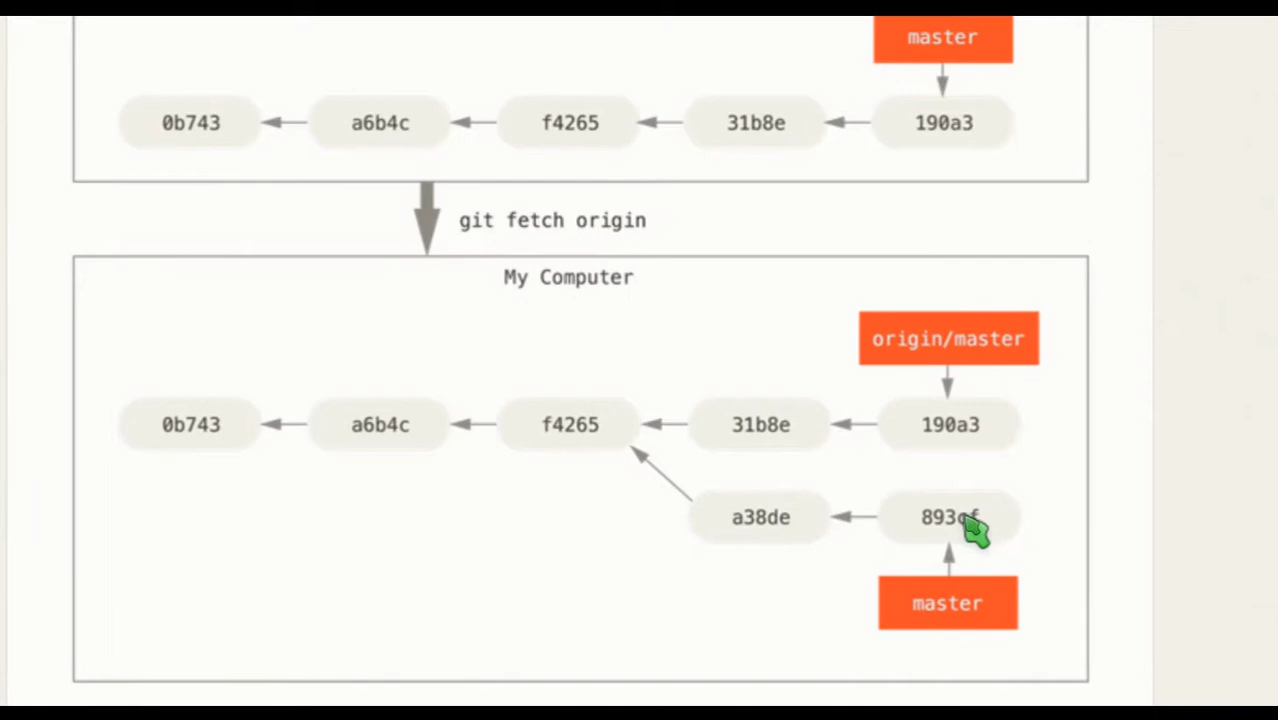 master
0b743 a6b4c f4265 31b8e 190a3
git fetch origin
My Computer
origin/master
0b743 a6b4c f4265 31b8e 190a3
a38de
master